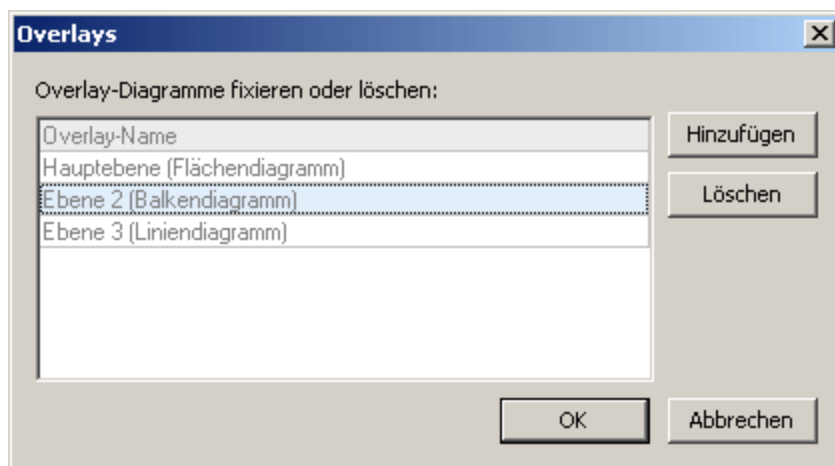 Overlays
Overlay-Diagramme fixieren oder löschen:
Overlay-Name
Hinzufügen
Hauptebene (Flächendiagramm)
Ebene 2 (Balkendiagramm)
Löschen
Ebene 3 (Liniendiagramm)
OK
Abbrechen